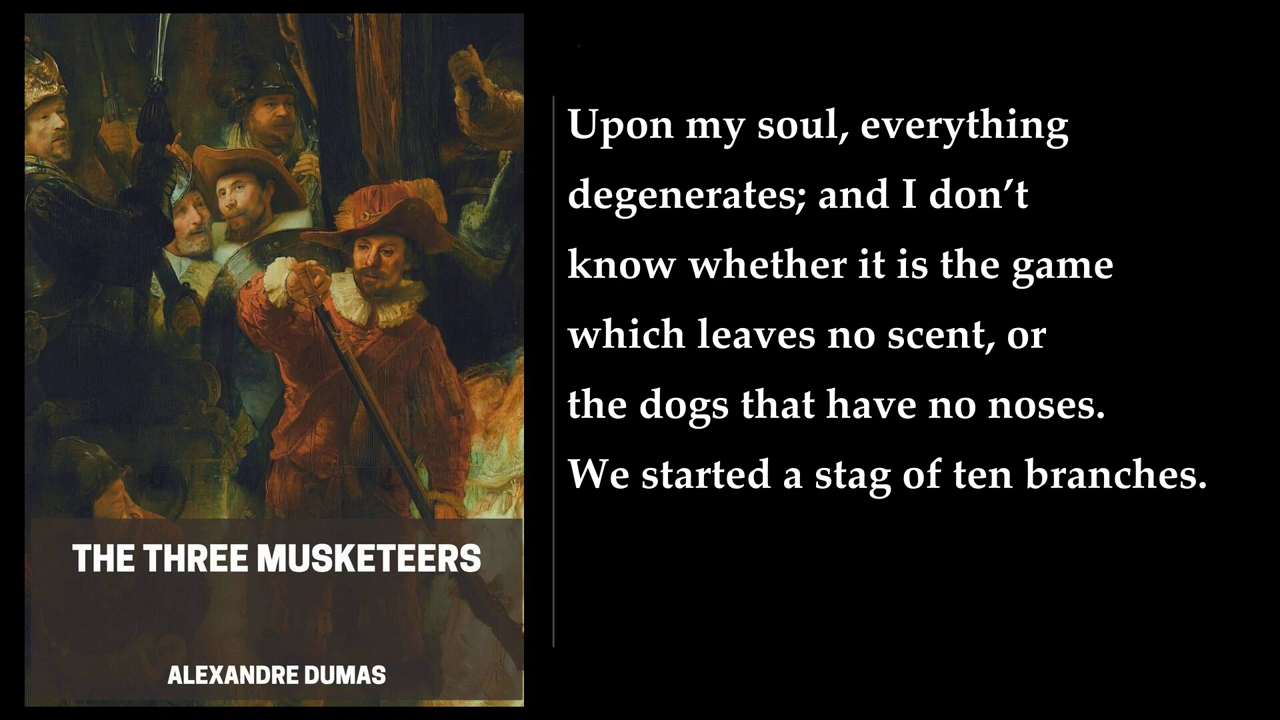 THE THREE MUSKETEERS
ALEXANDRE DUMAS
Upon my soul, everything
degenerates; and I don’t
know whether it is the game
which leaves no scent, or
the dogs that have no noses.
We started a stag of ten branches.